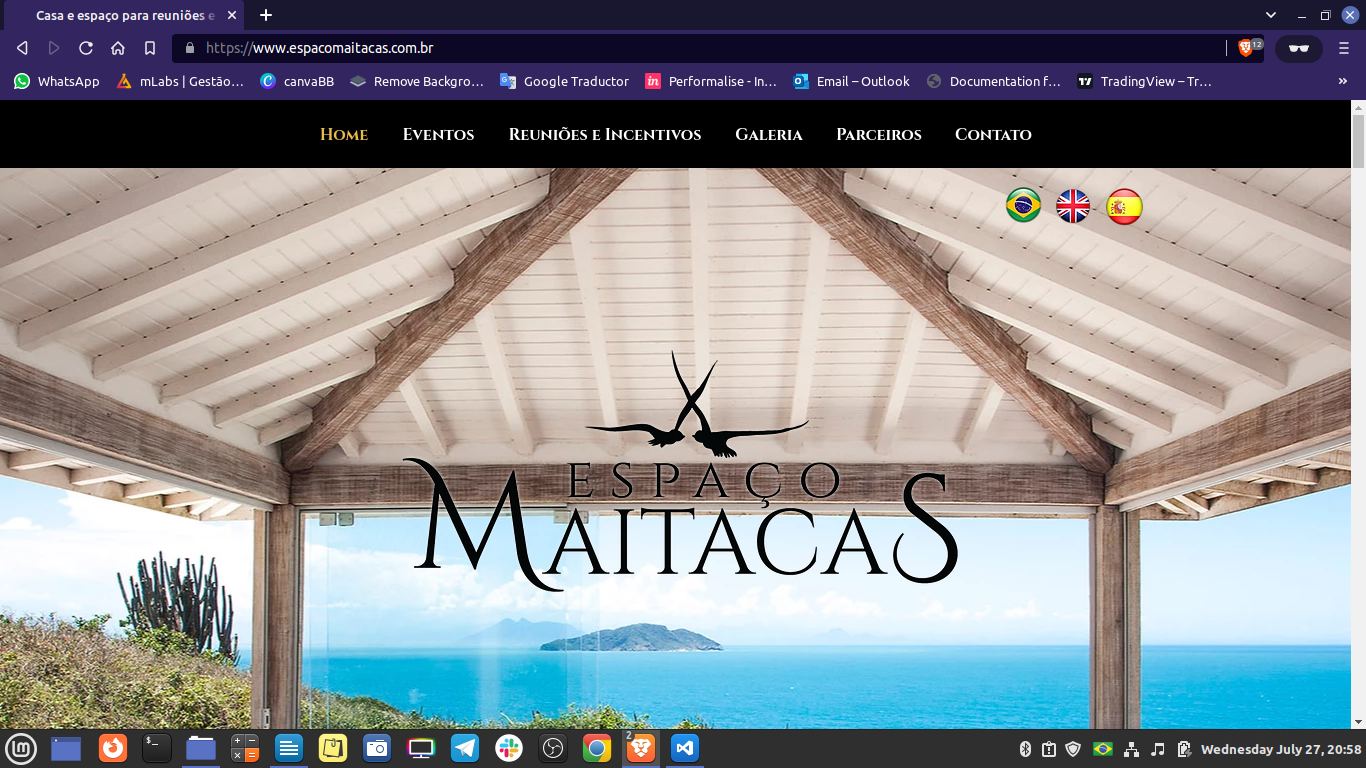 Casa e espaço para reuniões e
https://www.espacomaitacas.com.br
12
WhatsApp
mLabs | Gestão...
canvaBB
Remove Backgro...
Google Traductor
Performalise - In...
Email – Outlook
Documentation f...
TradingView – Tr...
»
Home
Eventos
Reuniões e Incentivos
Galeria
Parceiros
Contato
ESPAÇO
MAITACAS
2
Wednesday July 27, 20:58